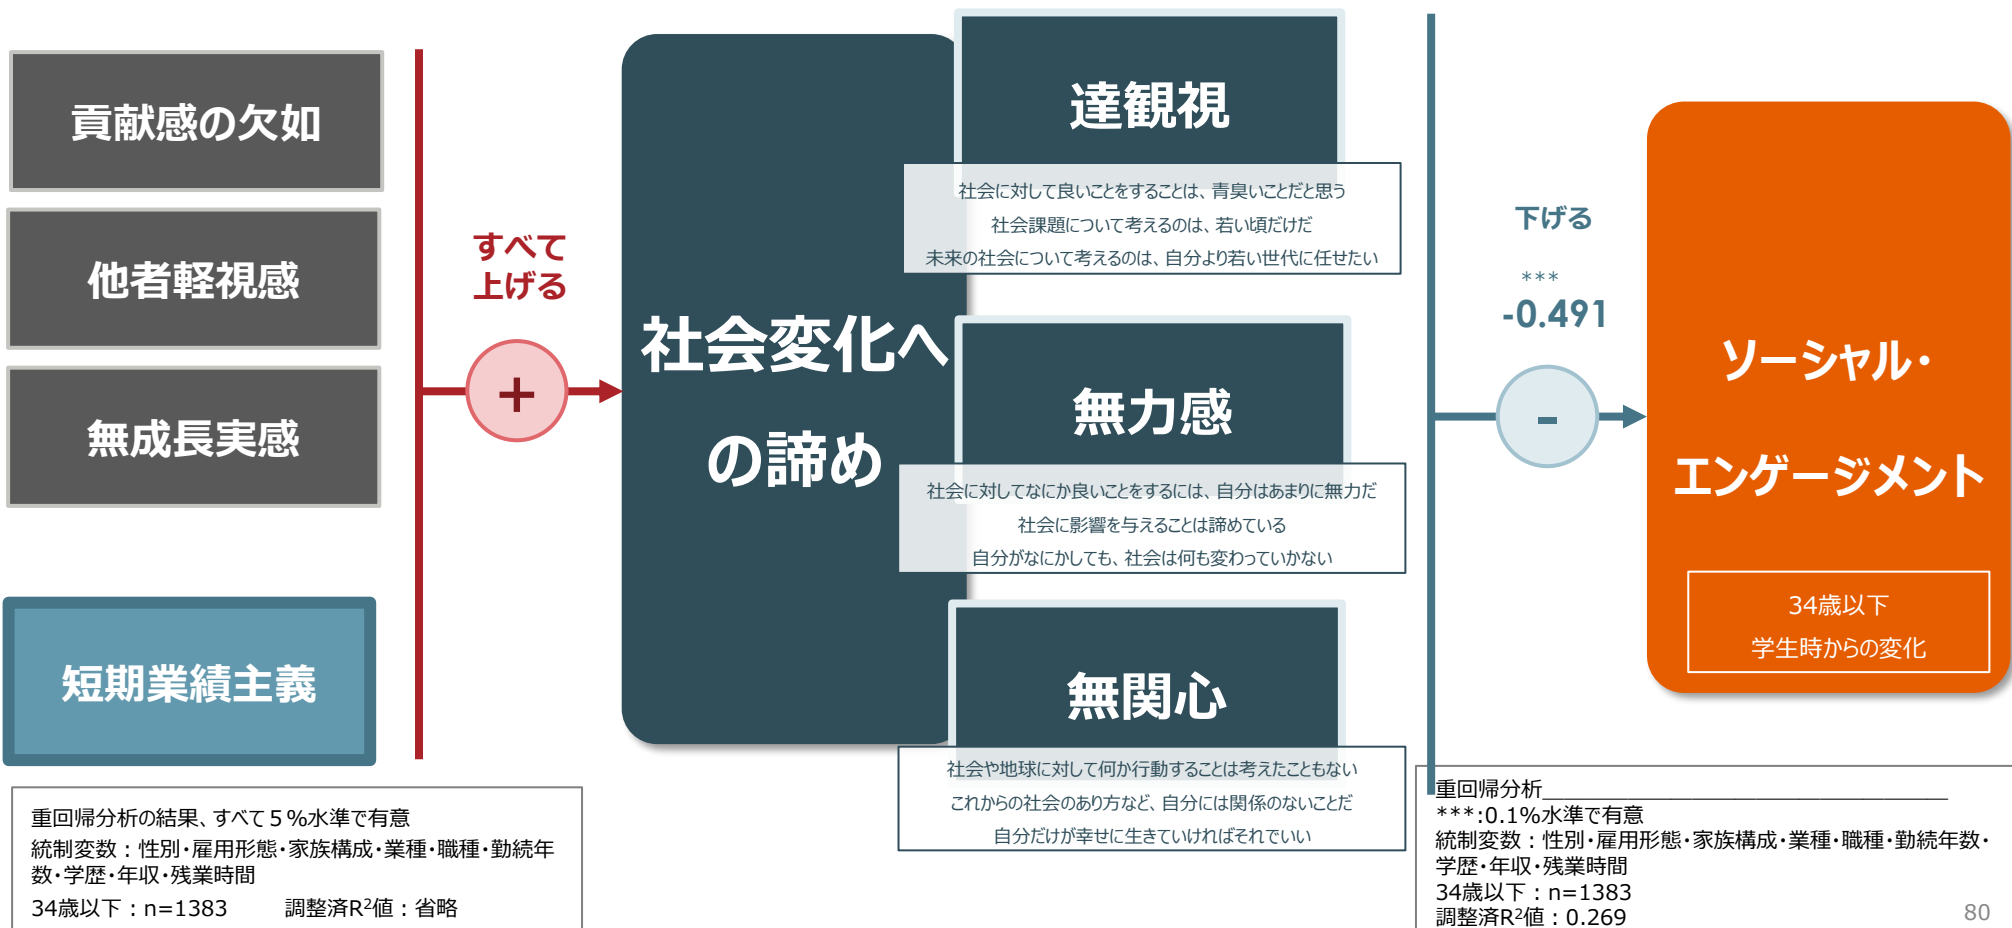 貢献感の欠如
他者軽視感
無成長実感
短期業績主義
すべて
上げる
+
社会変化へ
の諦め
達観視
社会に対して良いことをすることは、青臭いことだと思う
社会課題について考えるのは、若い頃だけだ
未来の社会について考えるのは、自分より若い世代に任せたい
無力感
社会に対してなにか良いことをするには、自分はあまりに無力だ
社会に影響を与えることは諦めている
自分がなにかしても、社会は何も変わっていかない
無関心
社会や地球に対して何か行動することは考えたこともない
これからの社会のあり方など、自分には関係のないことだ
自分だけが幸せに生きていければそれでいい
下げる
***
-0.491
-
ソーシャル・
エンゲージメント
34歳以下
学生時からの変化
重回帰分析の結果、すべて5%水準で有意
統制変数：性別・雇用形態・家族構成・業種・職種・勤続年
数・学歴・年収・残業時間
34歳以下：n=1383 調整済R²値：省略
重回帰分析
***:0.1%水準で有意
統制変数：性別・雇用形態・家族構成・業種・職種・勤続年数・
学歴・年収・残業時間
34歳以下：n=1383
調整済R²値：0.269
80